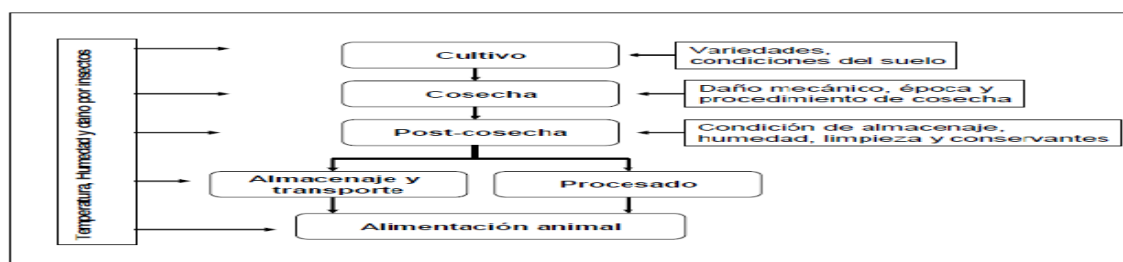 Temperatura, Humedad y daño por insectos
Cultivo
Variedades,
condiciones del suelo
Cosecha
Daño mecánico, época y
procedimiento de cosecha
Post-cosecha
Condición de almacenaje,
humedad, limpieza y conservantes
Almacenaje y
transporte
Procesado
Alimentación animal